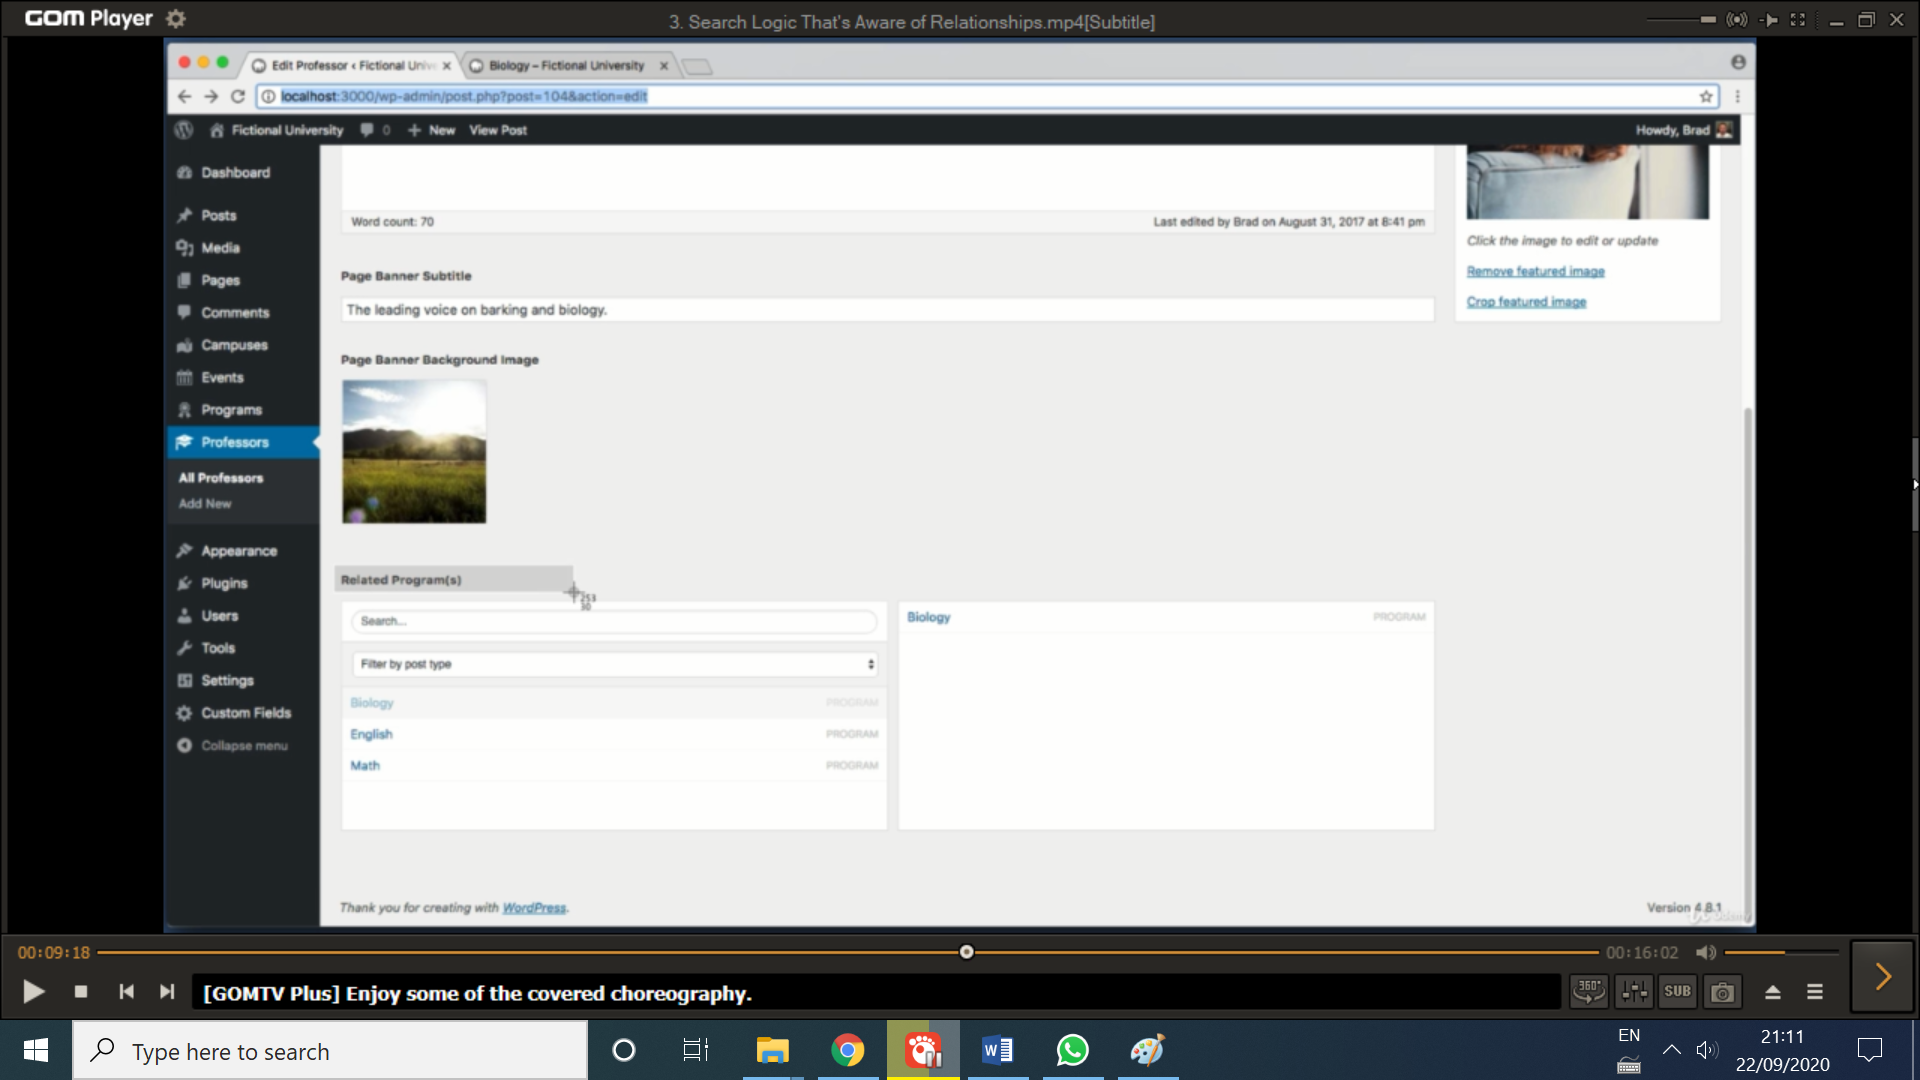 GOM Player
3. Search Logic That's Aware of Relationships.mp4[Subtitle]
Edit Professor ‹ Fictional Unive
Biology – Fictional University
localhost:3000/wp-admin/post.php?post=104&action=edit
Fictional University
0
New
View Post
Howdy, Brad
Dashboard
Posts
Media
Pages
Comments
Campuses
Events
Programs
Professors
All Professors
Add New
Appearance
Plugins
Users
Tools
Settings
Custom Fields
Collapse menu
Word count: 70
Last edited by Brad on August 31, 2017 at 8:41 pm
Click the image to edit or update
Remove featured image
Crop featured image
Page Banner Subtitle
The leading voice on barking and biology.
Page Banner Background Image
Related Program(s)
253
30
Search...
Filter by post type
Biology PROGRAM
English PROGRAM
Math PROGRAM
Biology PROGRAM
Thank you for creating with WordPress.
Version 4.8.1
00:09:18
00:16:02
[GOMTV Plus] Enjoy some of the covered choreography.
360°
SUB
Type here to search
W
EN
21:11
22/09/2020